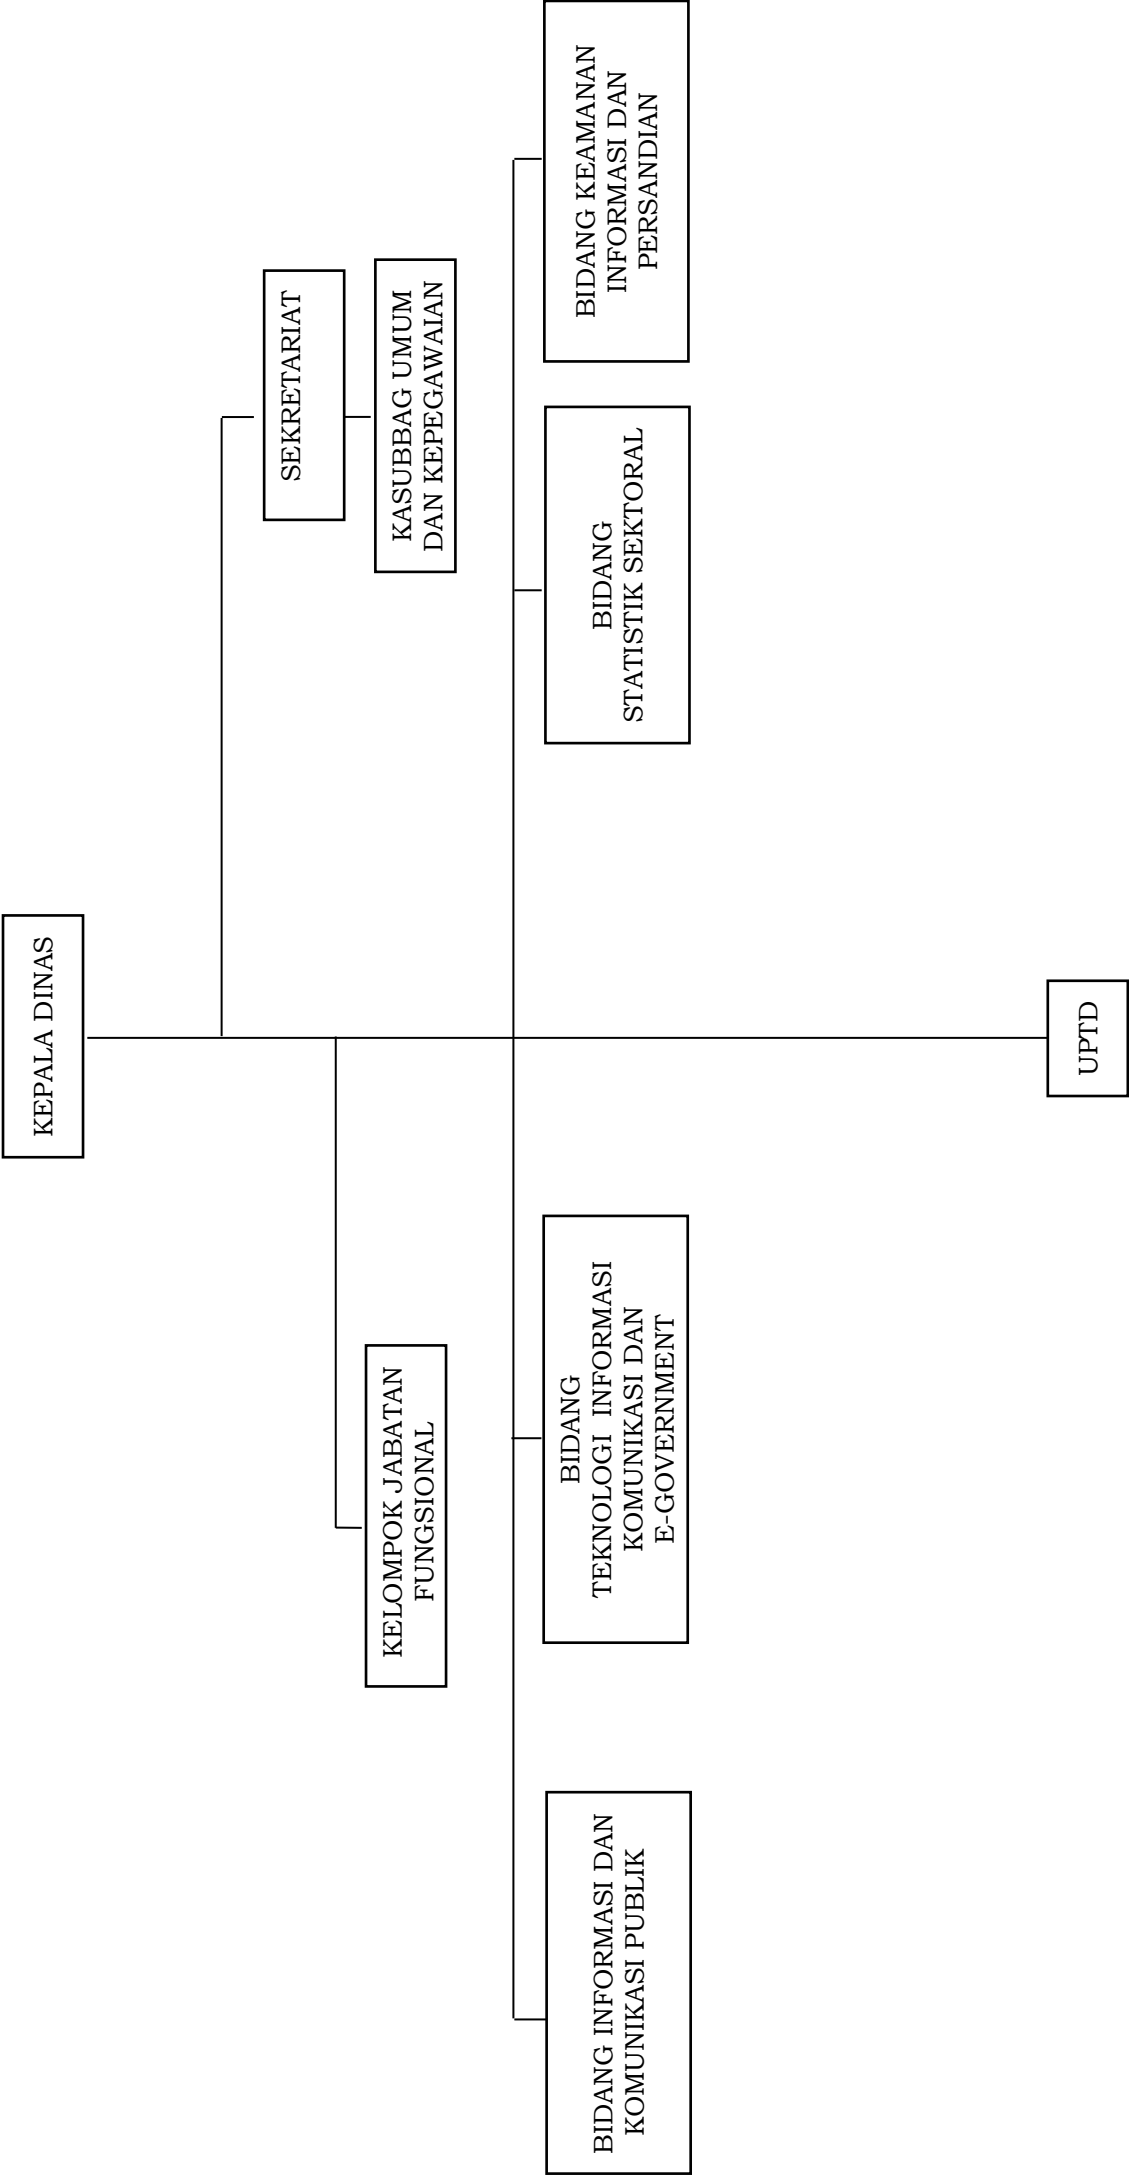 KEPALA DINAS
SEKRETARIAT
KASUBBAG UMUM
DAN KEPEGAWAIAN
KELOMPOK JABATAN
FUNGSIONAL
BIDANG INFORMASI DAN
KOMUNIKASI PUBLIK
BIDANG
TEKNOLOGI INFORMASI
KOMUNIKASI DAN
E-GOVERNMENT
BIDANG
STATISTIK SEKTORAL
BIDANG KEAMANAN
INFORMASI DAN
PERSANDIAN
UPTD